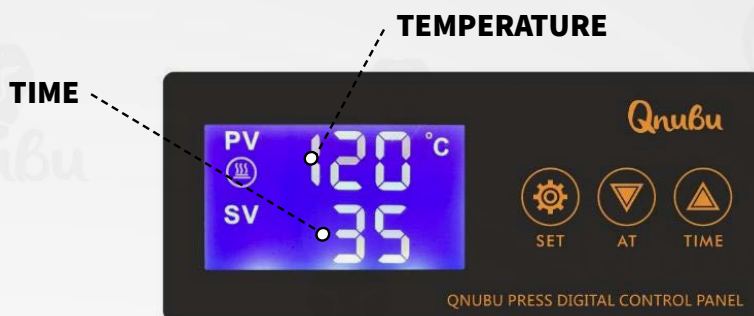 TEMPERATURE
TIME
Qnubu
PV 120 °C
SV 35
SET AT TIME
QNUBU PRESS DIGITAL CONTROL PANEL